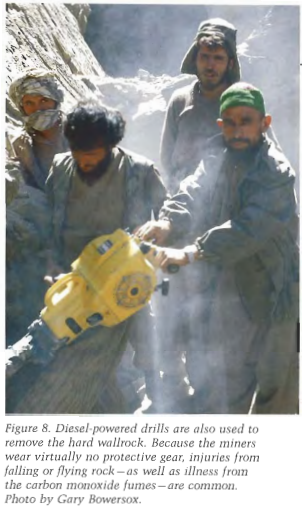 Figure 8. Diesel-powered drills are also used to
remove the hard wallrock. Because the miners
wear virtually no protective gear, injuries from
falling or flying rock—as well as illness from
the carbon monoxide fumes—are common.
Photo by Gary Bowersox.